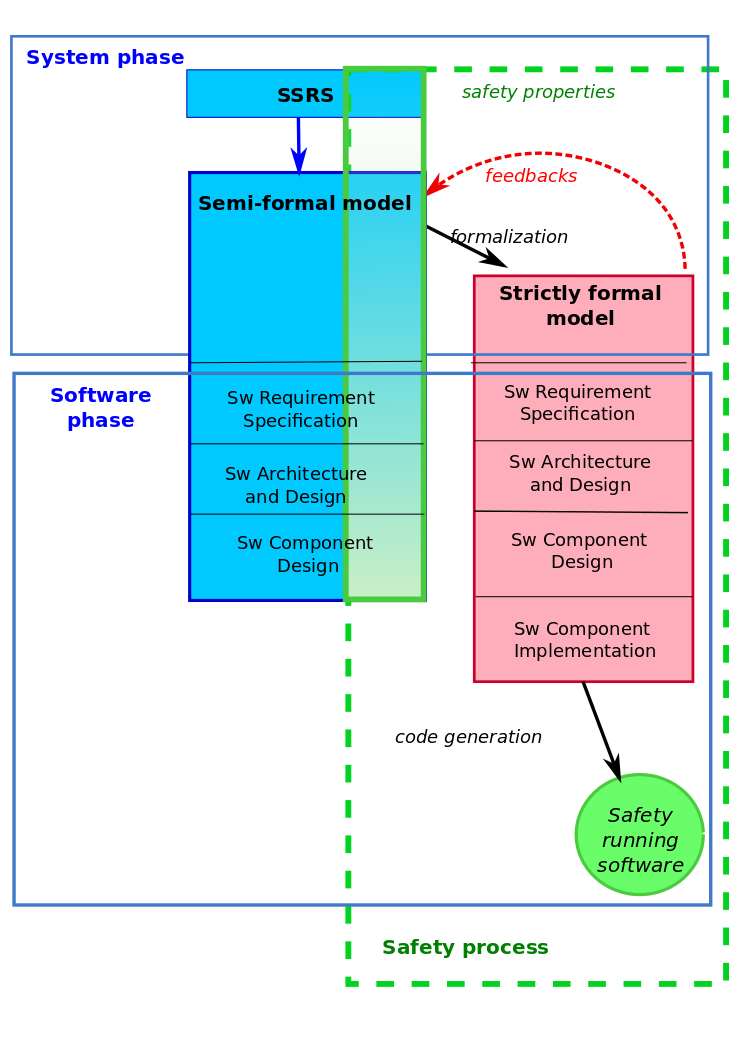 System phase
SSRS
safety properties
feedbacks
Semi-formal model
formalization
Strictly formal
model
Software
phase
Sw Requirement
Specification
Sw Architecture
and Design
Sw Component
Design
Sw Requirement
Specification
Sw Architecture
and Design
Sw Component
Design
Sw Component
Implementation
code generation
Safety
running
software
Safety process